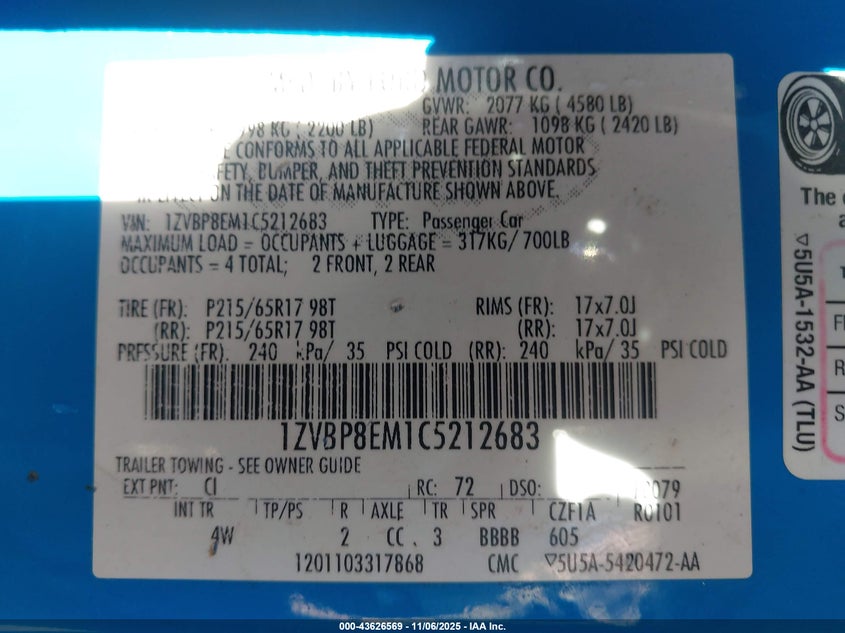 MOTOR CO.
GVWR: 2077 KG ( 4580 LB)
KG ( 2200 LB) REAR GAWR: 1098 KG ( 2420 LB)
CONFORMS TO ALL APPLICABLE FEDERAL MOTOR
BUMPER, AND THEFT PREVENTION STANDARDS
ON THE DATE OF MANUFACTURE SHOWN ABOVE.
VIN: 1ZVBP8EM1C5212683 TYPE: Passenger Car
MAXIMUM LOAD = OCCUPANTS + LUGGAGE = 317KG/ 700LB
OCCUPANTS = 4 TOTAL; 2 FRONT, 2 REAR
TIRE (FR): P215/65R17 98T RIMS (FR): 17x7.0J
(RR): P215/65R17 98T (RR): 17x7.0J
PRESSURE (FR): 240 kPa/ 35 PSI COLD (RR): 240 kPa/ 35 PSI COLD
1ZVBP8EM1C5212683
TRAILER TOWING - SEE OWNER GUIDE
EXT PNT: CI RC: 72 DSO:
INT TR TP/PS R AXLE TR SPR CZF1A R0101
4W 2 CC . 3 BBBB 605
1201103317868 CMC ▽5U5A-5420472-AA
The
▽5U5A-1532-AA (TLU)
000-43626569 - 11/06/2025 - IAA Inc.